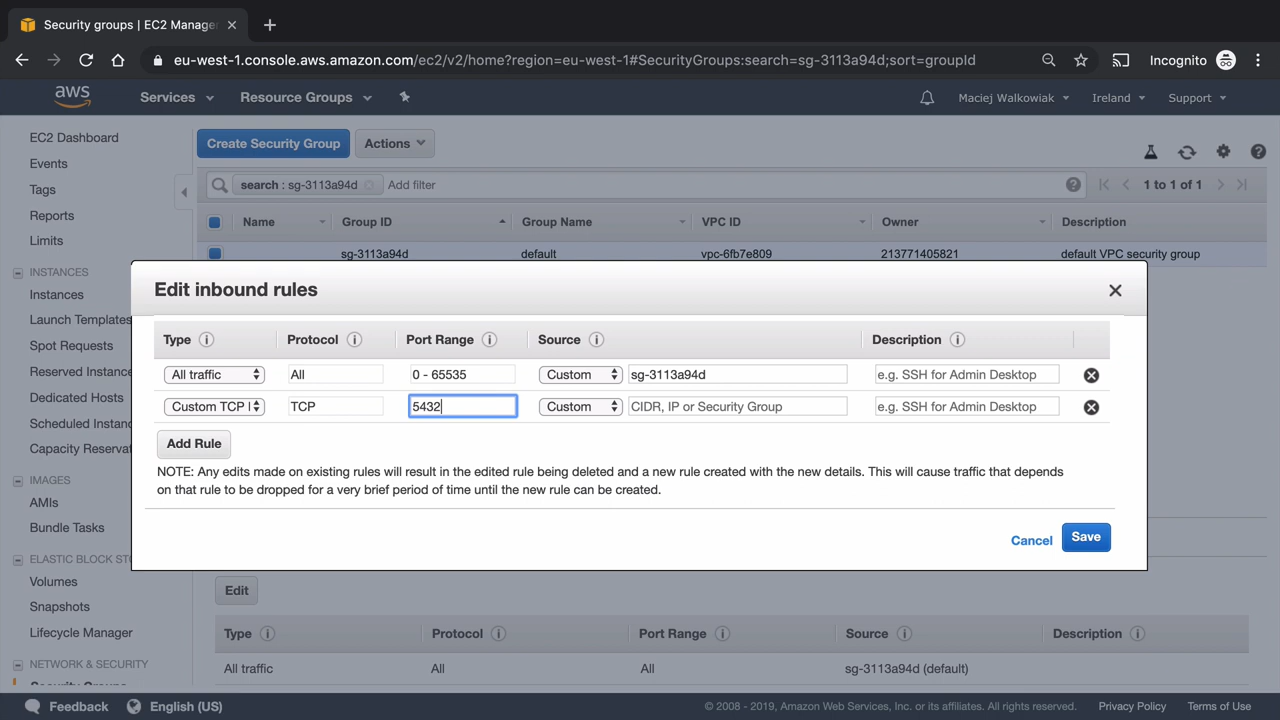 Security groups | EC2 Manage
eu-west-1.console.aws.amazon.com/ec2/v2/home?region=eu-west-1#SecurityGroups:search=sg-3113a94d;sort=groupId
Incognito
aws Services Resource Groups Maciej Walkowiak Ireland Support
EC2 Dashboard
Events
Tags
Reports
Limits
INSTANCES
Instances
Launch Templates
Spot Requests
Reserved Instance
Dedicated Hosts
Scheduled Instanc
Capacity Reservat
IMAGES
AMIs
Bundle Tasks
ELASTIC BLOCK STO
Volumes
Snapshots
Lifecycle Manager
NETWORK & SECURITY
Security Groups
Create Security Group Actions
search : sg-3113a94d Add filter 1 to 1 of 1
Name Group ID Group Name VPC ID Owner Description
sg-3113a94d default vpc-6fb7e809 213771405821 default VPC security group
Edit inbound rules
Type Protocol Port Range Source Description
All traffic All 0 - 65535 Custom sg-3113a94d e.g. SSH for Admin Desktop
Custom TCP TCP 5432 Custom CIDR, IP or Security Group e.g. SSH for Admin Desktop
Add Rule
NOTE: Any edits made on existing rules will result in the edited rule being deleted and a new rule created with the new details. This will cause traffic that depends
on that rule to be dropped for a very brief period of time until the new rule can be created.
Cancel Save
Edit
Type Protocol Port Range Source Description
All traffic All All sg-3113a94d (default)
Feedback English (US) © 2008 - 2019, Amazon Web Services, Inc. or its affiliates. All rights reserved. Privacy Policy Terms of Use